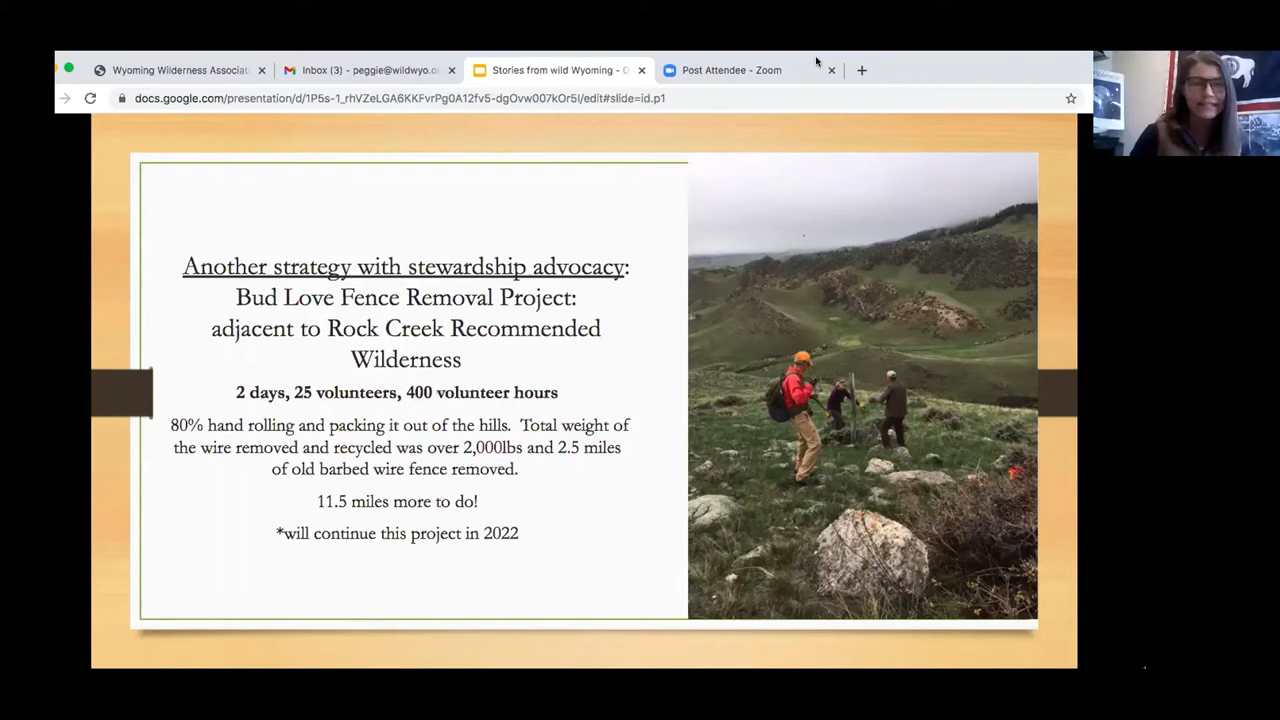 Wyoming Wilderness Associat
Inbox (3) - peggie@wildwyo.o
Stories from wild Wyoming - G
Post Attendee - Zoom
docs.google.com/presentation/d/1P5s-1_rhVZeLGA6KKFvrPg0A12fv5-dgOvw007kOr5I/edit#slide=id.p1
Another strategy with stewardship advocacy:
Bud Love Fence Removal Project:
adjacent to Rock Creek Recommended
Wilderness
2 days, 25 volunteers, 400 volunteer hours
80% hand rolling and packing it out of the hills. Total weight of
the wire removed and recycled was over 2,000lbs and 2.5 miles
of old barbed wire fence removed.
11.5 miles more to do!
*will continue this project in 2022